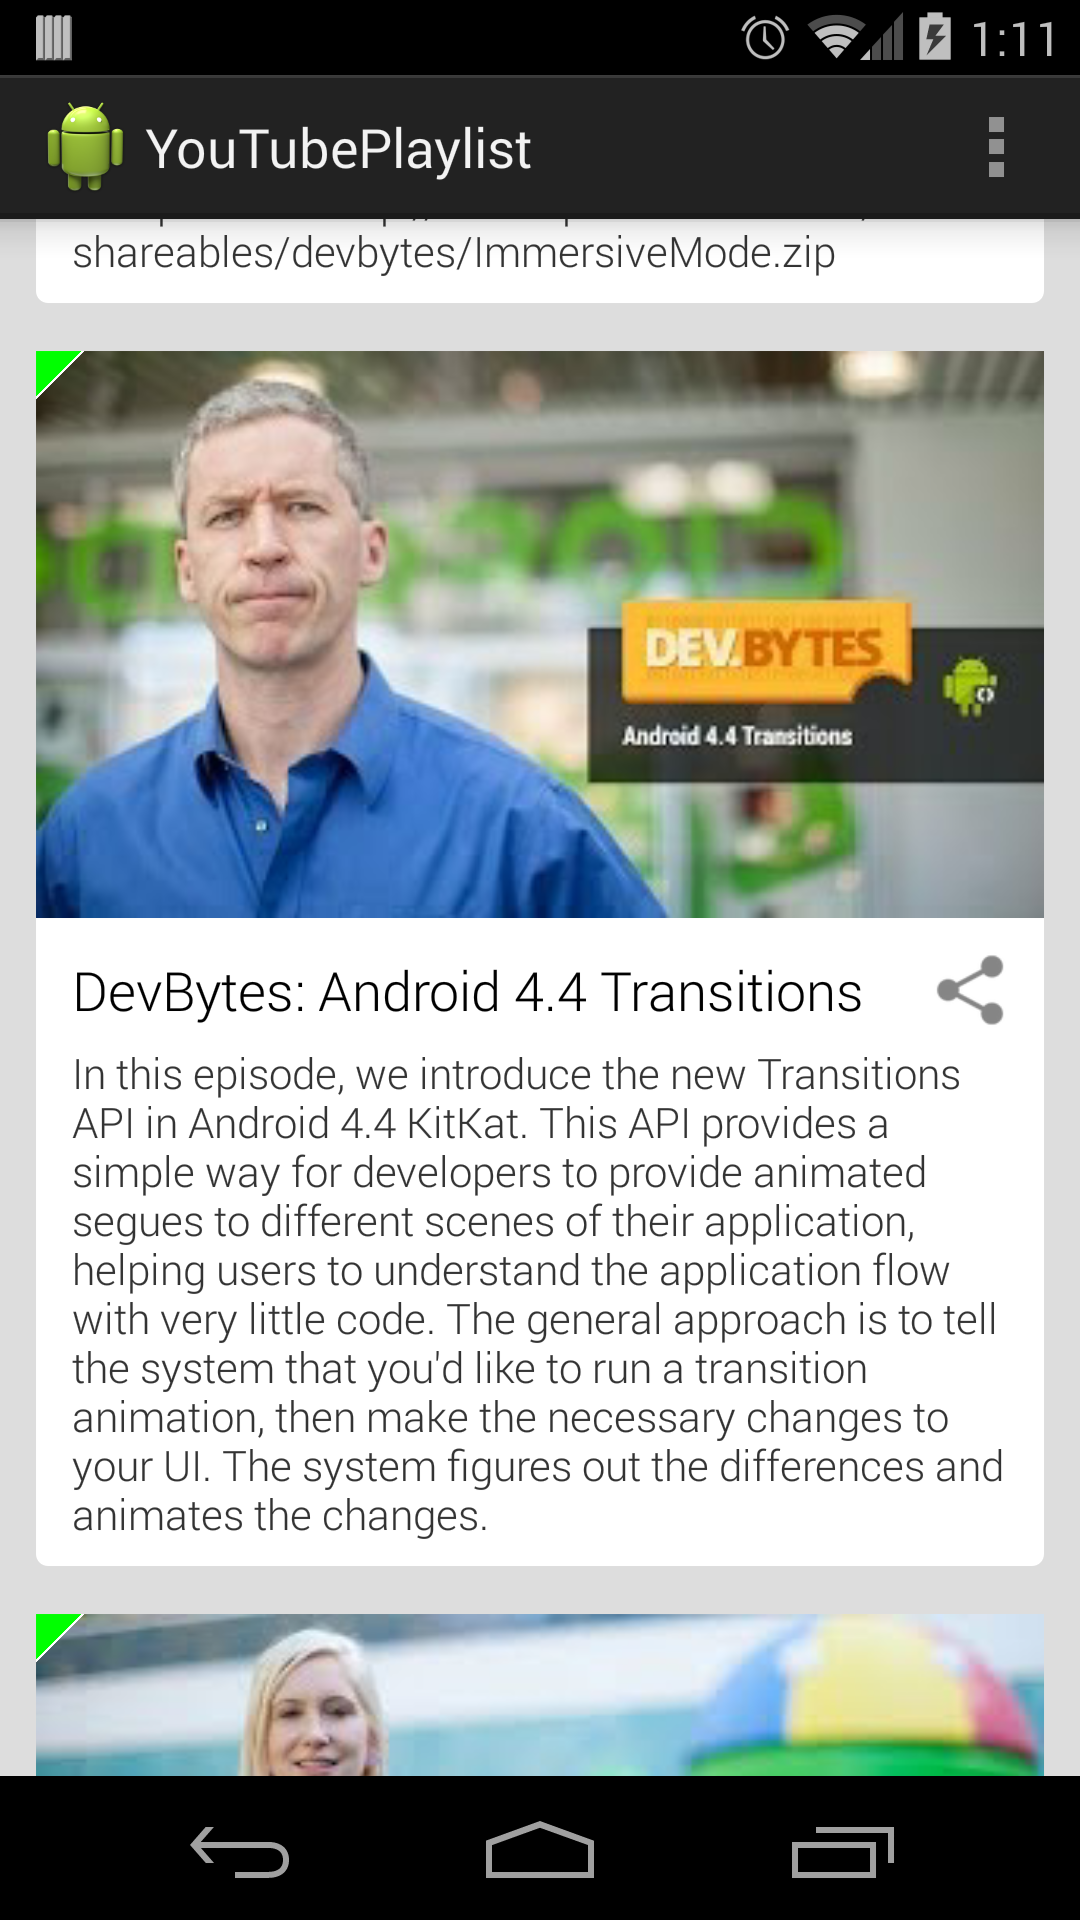 1:11
YouTubePlaylist
shareables/devbytes/ImmersiveMode.zip
DEV.BYTES
Android 4.4 Transitions
DevBytes: Android 4.4 Transitions
In this episode, we introduce the new Transitions
API in Android 4.4 KitKat. This API provides a
simple way for developers to provide animated
segues to different scenes of their application,
helping users to understand the application flow
with very little code. The general approach is to tell
the system that you'd like to run a transition
animation, then make the necessary changes to
your UI. The system figures out the differences and
animates the changes.